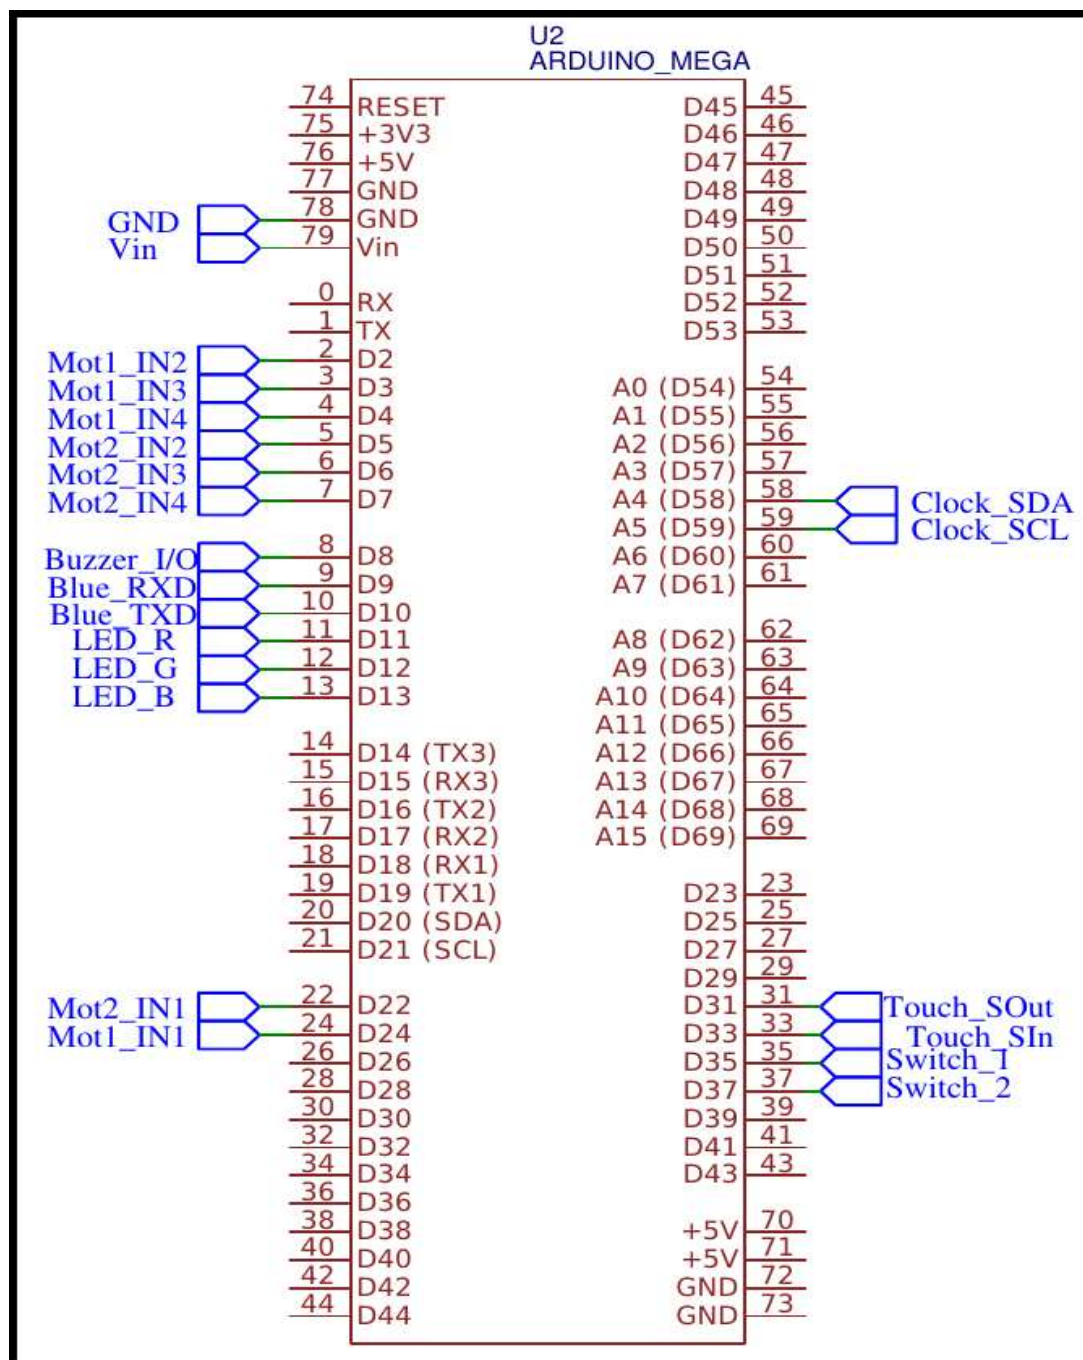 U2
ARDUINO_MEGA
74 RESET
75 +3V3
76 +5V
77 GND
GND 78 GND
Vin 79 Vin
0 RX
1 TX
Mot1_IN2 2 D2
Mot1_IN3 3 D3
Mot1_IN4 4 D4
Mot2_IN2 5 D5
Mot2_IN3 6 D6
Mot2_IN4 7 D7
Buzzer_I/O 8 D8
Blue_RXD 9 D9
Blue_TXD 10 D10
LED_R 11 D11
LED_G 12 D12
LED_B 13 D13
14 D14 (TX3)
15 D15 (RX3)
16 D16 (TX2)
17 D17 (RX2)
18 D18 (RX1)
19 D19 (TX1)
20 D20 (SDA)
21 D21 (SCL)
Mot2_IN1 22 D22
Mot1_IN1 24 D24
26 D26
28 D28
30 D30
32 D32
34 D34
36 D36
38 D38
40 D40
42 D42
44 D44
D45 45
D46 46
D47 47
D48 48
D49 49
D50 50
D51 51
D52 52
D53 53
A0 (D54) 54
A1 (D55) 55
A2 (D56) 56
A3 (D57) 57
A4 (D58) 58 Clock_SDA
A5 (D59) 59 Clock_SCL
A6 (D60) 60
A7 (D61) 61
A8 (D62) 62
A9 (D63) 63
A10 (D64) 64
A11 (D65) 65
A12 (D66) 66
A13 (D67) 67
A14 (D68) 68
A15 (D69) 69
D23 23
D25 25
D27 27
D29 29
D31 31 Touch_SOut
D33 33 Touch_SIn
D35 35 Switch_1
D37 37 Switch_2
D39 39
D41 41
D43 43
+5V 70
+5V 71
GND 72
GND 73